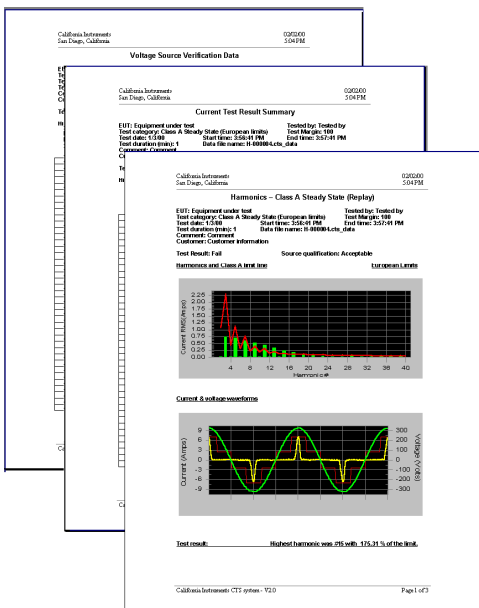 California Instruments 02/02/00
San Diego, California 5:04 PM
Voltage Source Verification Data
California Instruments 02/02/00
San Diego, California 5:04 PM
Current Test Result Summary
EUT: Equipment under test Tested by: Tested by
Test category: Class A Steady State (European limits) Test Margin: 100
Test date: 1/3/00 Start time: 3:56:41 PM End time: 3:57:41 PM
Test duration (min): 1 Data file name: H-000004.cts_data
Comment: Comment
California Instruments 02/02/00
San Diego, California 5:04 PM
Harmonics – Class A Steady State (Replay)
EUT: Equipment under test Tested by: Tested by
Test category: Class A Steady State (European limits) Test Margin: 100
Test date: 1/3/00 Start time: 3:56:41 PM End time: 3:57:41 PM
Test duration (min): 1 Data file name: H-000004.cts_data
Comment: Comment
Customer: Customer information
Test Result: Fail Source qualification: Acceptable
Harmonics and Class A limit line European Limits
Current RMS(Amps)
2.25
2.00
1.75
1.50
1.25
1.00
0.75
0.50
0.25
0.00
4 8 12 16 20 24 28 32 36 40
Harmonic #
Current & voltage waveforms
Current (Amps)
9
6
3
0
-3
-6
-9
300
200
100
0
-100
-200
-300
Voltage (Volts)
Test result: Highest harmonic was #15 with 175.31 % of the limit.
California Instruments CTS system - V2.0 Page 1 of 3